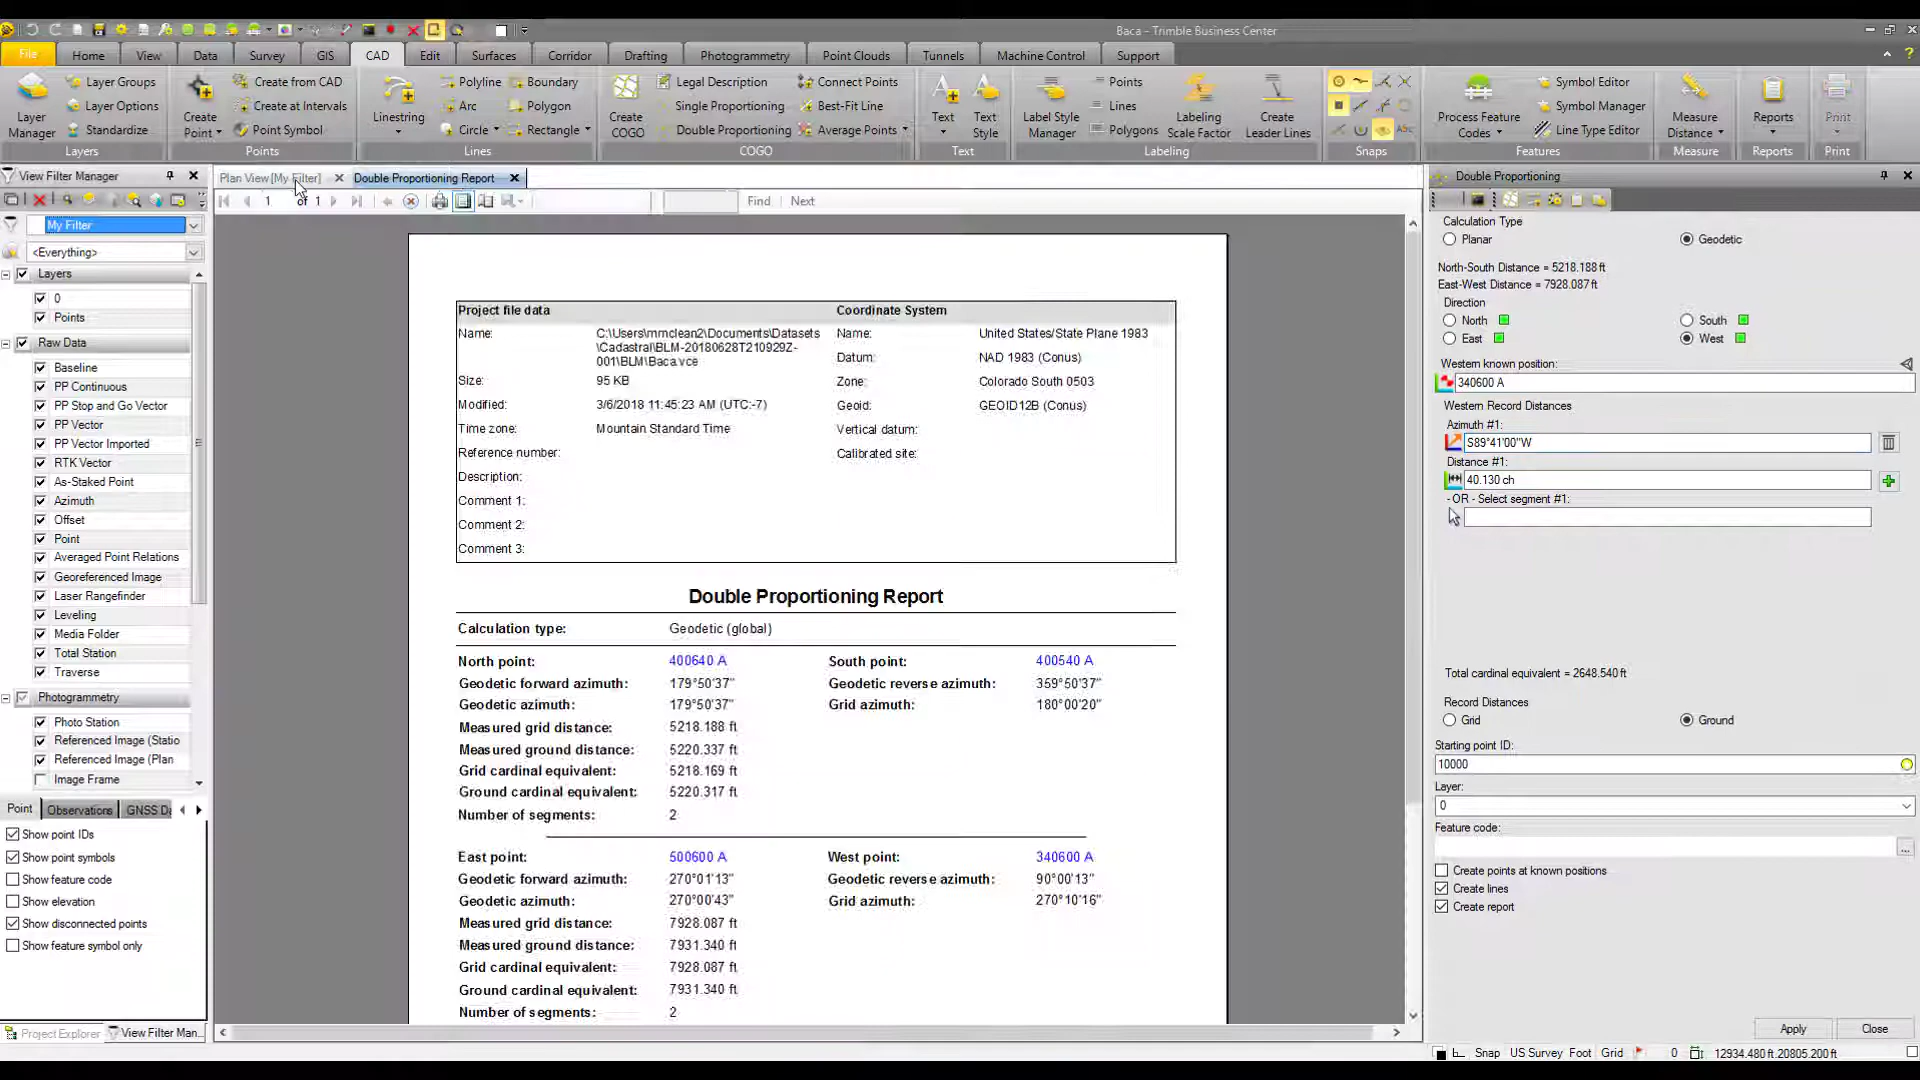 Baca - Trimble Business Center
File Home View Data Survey GIS CAD Edit Surfaces Corridor Drafting Photogrammetry Point Clouds Tunnels Machine Control Support
Layer Manager
Layer Groups
Layer Options
Standardize
Layers
Create Point
Create from CAD
Create at Intervals
Point Symbol
Points
Linestring
Polyline
Arc
Circle
Boundary
Polygon
Rectangle
Lines
Create COGO
Legal Description
Single Proportioning
Double Proportioning
Connect Points
Best-Fit Line
Average Points
COGO
Text
Text Style
Text
Label Style Manager
Points
Lines
Polygons
Labeling Scale Factor
Create Leader Lines
Labeling
Snaps
Process Feature Codes
Symbol Editor
Symbol Manager
Line Type Editor
Features
Measure Distance
Measure
Reports
Reports
Print
Print
View Filter Manager
My Filter
<Everything>
Layers
0
Points
Raw Data
Baseline
PP Continuous
PP Stop and Go Vector
PP Vector
PP Vector Imported
RTK Vector
As-Staked Point
Azimuth
Offset
Point
Averaged Point Relations
Georeferenced Image
Laser Rangefinder
Leveling
Media Folder
Total Station
Traverse
Photogrammetry
Photo Station
Referenced Image (Statio
Referenced Image (Plan
Image Frame
Point Observations GNSS Da
Show point IDs
Show point symbols
Show feature code
Show elevation
Show disconnected points
Show feature symbol only
Project Explorer View Filter Man...
Plan View[My Filter] Double Proportioning Report
1 of 1 Find Next
Project file data Coordinate System
Name: C:\Users\mmclean2\Documents\Datasets Name: United States/State Plane 1983
\Cadastral\BLM-20180628T210929Z-
001\BLM\Baca.vce Datum: NAD 1983 (Conus)
Size: 95 KB Zone: Colorado South 0503
Modified: 3/6/2018 11:45:23 AM (UTC:-7) Geoid: GEOID12B (Conus)
Time zone: Mountain Standard Time Vertical datum:
Reference number: Calibrated site:
Description:
Comment 1:
Comment 2:
Comment 3:
Double Proportioning Report
Calculation type: Geodetic (global)
North point: 400640 A South point: 400540 A
Geodetic forward azimuth: 179°50'37" Geodetic reverse azimuth: 359°50'37"
Geodetic azimuth: 179°50'37" Grid azimuth: 180°00'20"
Measured grid distance: 5218.188 ft
Measured ground distance: 5220.337 ft
Grid cardinal equivalent: 5218.169 ft
Ground cardinal equivalent: 5220.317 ft
Number of segments: 2
East point: 500600 A West point: 340600 A
Geodetic forward azimuth: 270°01'13" Geodetic reverse azimuth: 90°00'13"
Geodetic azimuth: 270°00'43" Grid azimuth: 270°10'16"
Measured grid distance: 7928.087 ft
Measured ground distance: 7931.340 ft
Grid cardinal equivalent: 7928.087 ft
Ground cardinal equivalent: 7931.340 ft
Number of segments: 2
Double Proportioning
Calculation Type
Planar Geodetic
North-South Distance = 5218.188 ft
East-West Distance = 7928.087 ft
Direction
North South
East West
Western known position:
340600 A
Western Record Distances
Azimuth #1:
S89°41'00"W
Distance #1:
40.130 ch
- OR - Select segment #1:
Total cardinal equivalent = 2648.540 ft
Record Distances
Grid Ground
Starting point ID:
10000
Layer:
0
Feature code:
...
Create points at known positions
Create lines
Create report
Apply Close
Snap US Survey Foot Grid 0 12934.480 ft,20805.200 ft